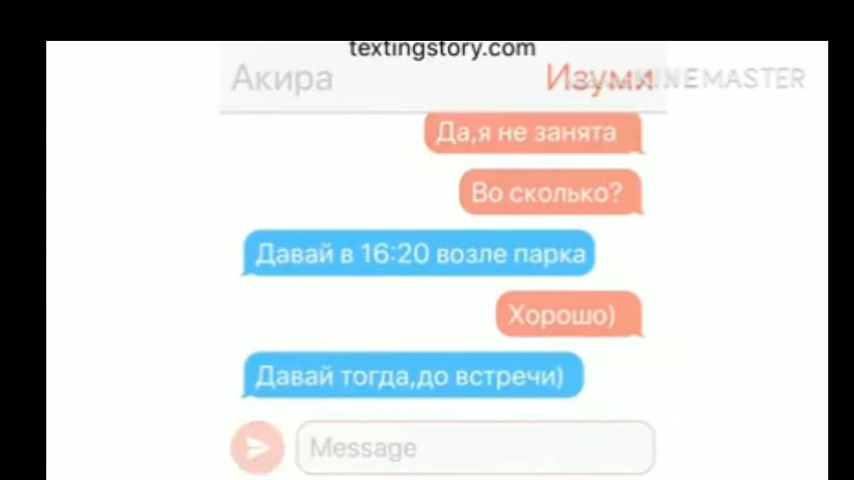 textingstory.com
Акира
Изуми
KINEMASTER
Да,я не занята
Во сколько?
Давай в 16:20 возле парка
Хорошо)
Давай тогда,до встречи)
Message